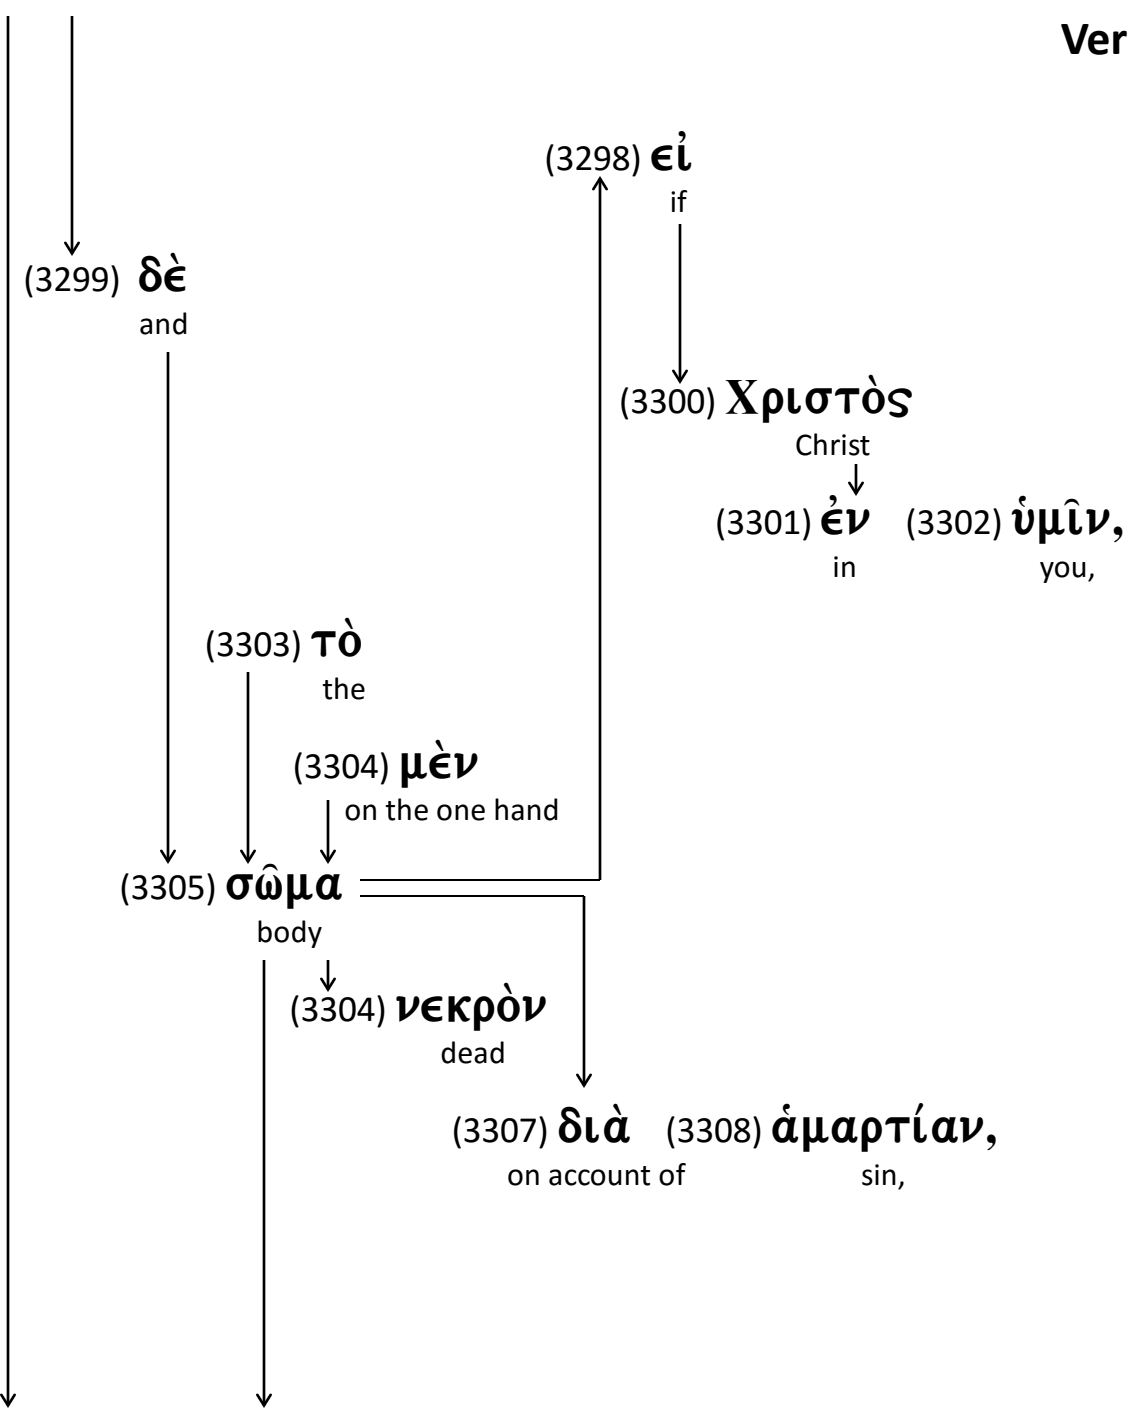 Ver
(3298) εἰ
if
(3299) δὲ
and
(3300) Χριστὸς
Christ
(3301) ἐν (3302) ὑμῖν,
in you,
(3303) τὸ
the
(3304) μὲν
on the one hand
(3305) σῶμα
body
(3304) νεκρὸν
dead
(3307) διὰ (3308) ἁμαρτίαν,
on account of sin,